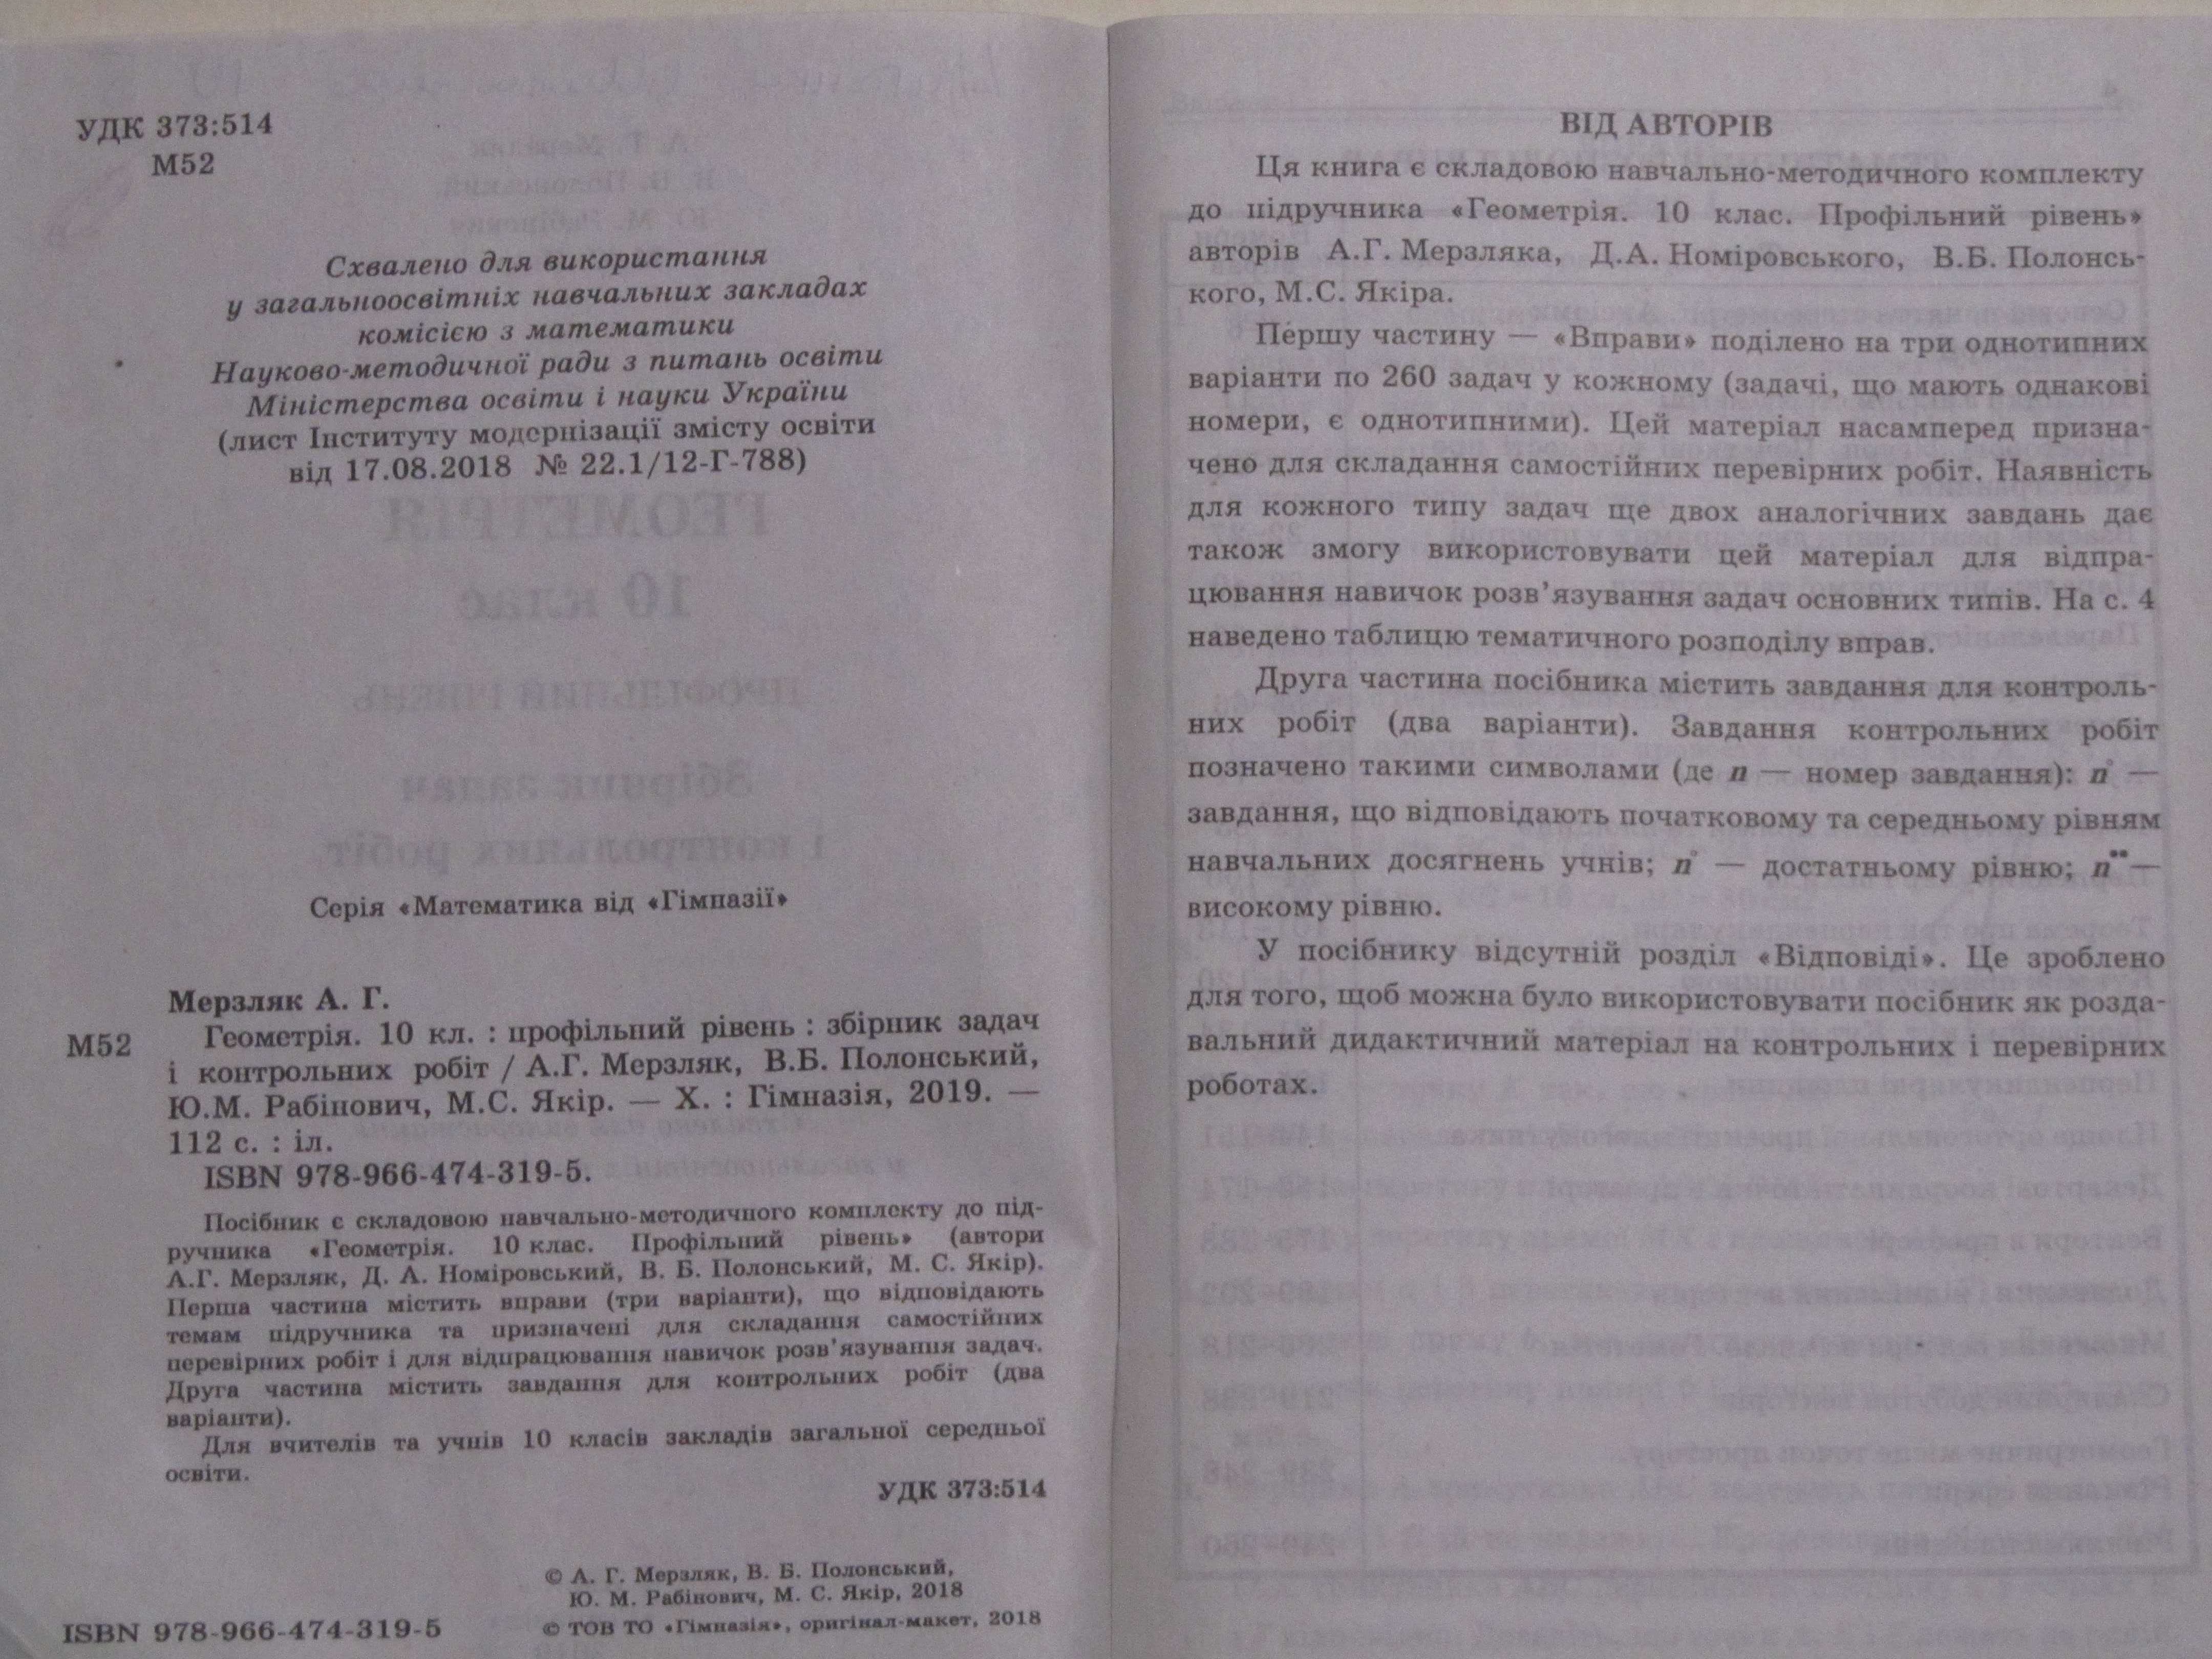 УДК 373:514
М52
Схвалено для використання
у загальноосвітніх навчальних закладах
комісією з математики
Науково-методичної ради з питань освіти
Міністерства освіти і науки України
(лист Інституту модернізації змісту освіти
від 17.08.2018 № 22.1/12-Г-788)
Серія «Математика від «Гімназії»
Мерзляк А. Г.
М52 Геометрія. 10 кл. : профільний рівень : збірник задач
і контрольних робіт / А.Г. Мерзляк, В.Б. Полонський,
Ю.М. Рабінович, М.С. Якір. — Х. : Гімназія, 2019. —
112 с. : іл.
ISBN 978-966-474-319-5.
Посібник є складовою навчально-методичного комплекту до під-
ручника «Геометрія. 10 клас. Профільний рівень» (автори
А.Г. Мерзляк, Д. А. Номіровський, В. Б. Полонський, М. С. Якір).
Перша частина містить вправи (три варіанти), що відповідають
темам підручника та призначені для складання самостійних
перевірних робіт і для відпрацювання навичок розв'язування задач.
Друга частина містить завдання для контрольних робіт (два
варіанти).
Для вчителів та учнів 10 класів закладів загальної середньої
освіти.
УДК 373:514
© А. Г. Мерзляк, В. Б. Полонський,
Ю. М. Рабінович, М. С. Якір, 2018
© ТОВ ТО «Гімназія», оригінал-макет, 2018
ISBN 978-966-474-319-5
ВІД АВТОРІВ
Ця книга є складовою навчально-методичного комплекту
до підручника «Геометрія. 10 клас. Профільний рівень»
авторів А.Г. Мерзляка, Д.А. Номіровського, В.Б. Полонсь-
кого, М.С. Якіра.
Першу частину — «Вправи» поділено на три однотипних
варіанти по 260 задач у кожному (задачі, що мають однакові
номери, є однотипними). Цей матеріал насамперед призна-
чено для складання самостійних перевірних робіт. Наявність
для кожного типу задач ще двох аналогічних завдань дає
також змогу використовувати цей матеріал для відпра-
цювання навичок розв'язування задач основних типів. На с. 4
наведено таблицю тематичного розподілу вправ.
Друга частина посібника містить завдання для контроль-
них робіт (два варіанти). Завдання контрольних робіт
позначено такими символами (де n — номер завдання): n° —
завдання, що відповідають початковому та середньому рівням
навчальних досягнень учнів; n• — достатньому рівню; n•• —
високому рівню.
У посібнику відсутній розділ «Відповіді». Це зроблено
для того, щоб можна було використовувати посібник як розда-
вальний дидактичний матеріал на контрольних і перевірних
роботах.